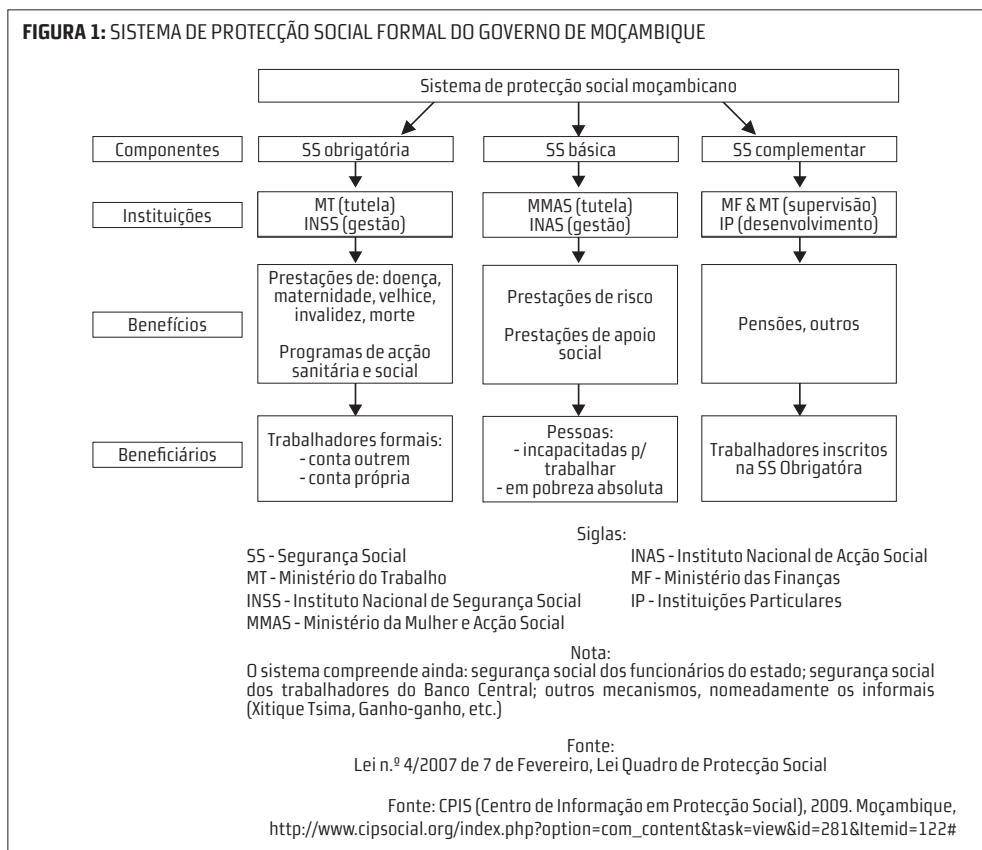 FIGURA 1: SISTEMA DE PROTECÇÃO SOCIAL FORMAL DO GOVERNO DE MOÇAMBIQUE
Sistema de protecção social moçambicano
Componentes
SS obrigatória
SS básica
SS complementar
Instituições
MT (tutela)
INSS (gestão)
MMAS (tutela)
INAS (gestão)
MF & MT (supervisão)
IP (desenvolvimento)
Benefícios
Prestações de: doença,
maternidade, velhice,
invalidez, morte
Programas de acção
sanitária e social
Prestações de risco
Prestações de apoio
social
Pensões, outros
Beneficiários
Trabalhadores formais:
- conta outrem
- conta própria
Pessoas:
- incapacitadas p/
trabalhar
- em pobreza absoluta
Trabalhadores inscritos
na SS Obrigatóra
Siglas:
SS - Segurança Social
MT - Ministério do Trabalho
INSS - Instituto Nacional de Segurança Social
MMAS - Ministério da Mulher e Acção Social
INAS - Instituto Nacional de Acção Social
MF - Ministério das Finanças
IP - Instituições Particulares
Nota:
O sistema compreende ainda: segurança social dos funcionários do estado; segurança social
dos trabalhadores do Banco Central; outros mecanismos, nomeadamente os informais
(Xitique Tsima, Ganho-ganho, etc.)
Fonte:
Lei n.º 4/2007 de 7 de Fevereiro, Lei Quadro de Protecção Social
Fonte: CPIS (Centro de Informação em Protecção Social), 2009. Moçambique,
http://www.cipsocial.org/index.php?option=com_content&task=view&id=281&Itemid=122#